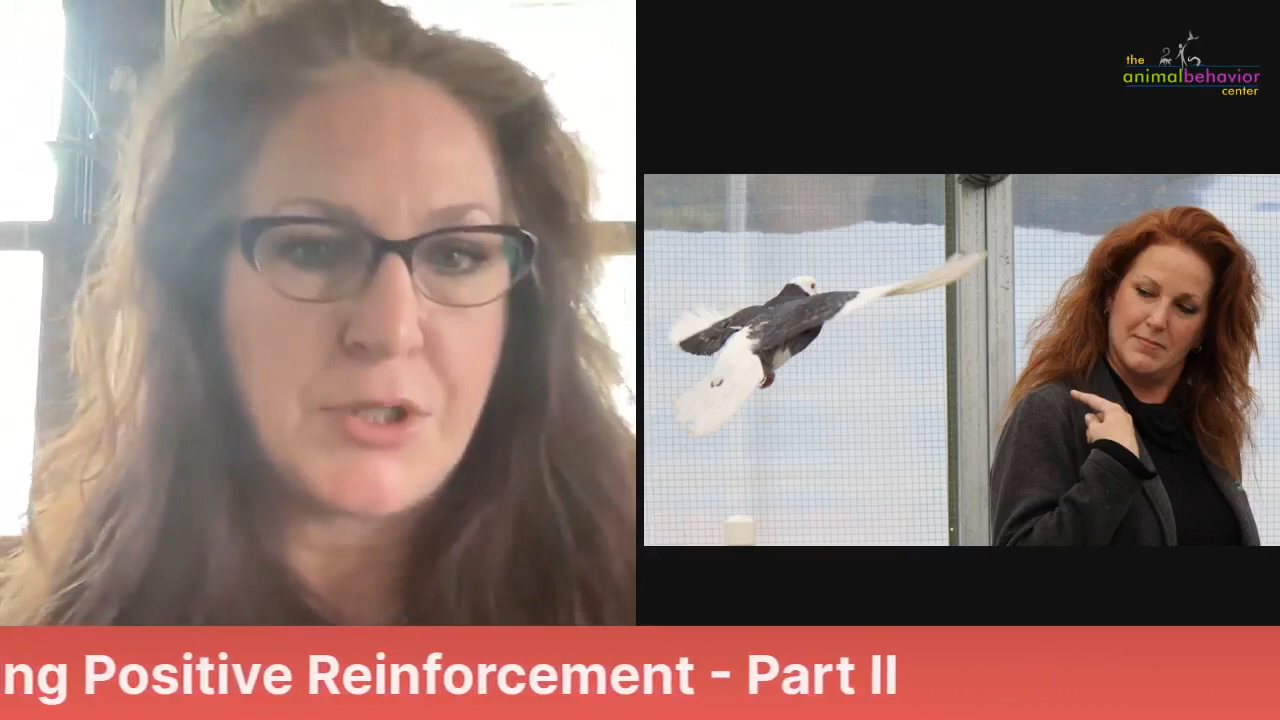 the
animalbehavior
center
ng Positive Reinforcement - Part II